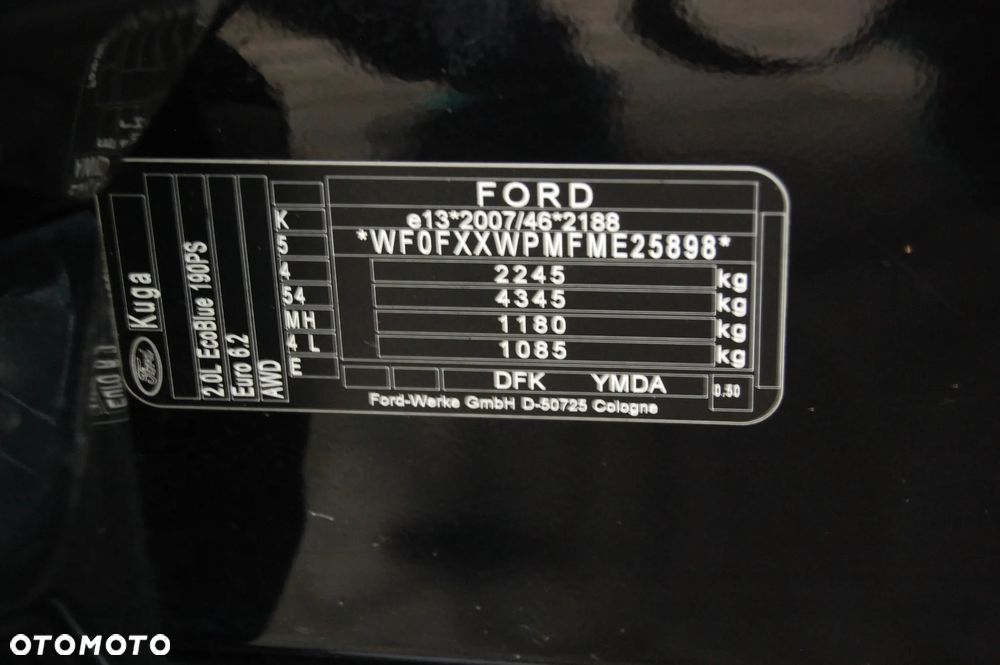 FORD
e13*2007/46*2188
*WF0FXXWPMFME25898*
2245 kg
4345 kg
1180 kg
1085 kg
DFK YMDA
0.50
Ford-Werke GmbH D-50725 Cologne
K
5
4
54
MH
4 L
E
Ford
Kuga
2.0L EcoBlue 190PS
Euro 6.2
AWD
OTOMOTO